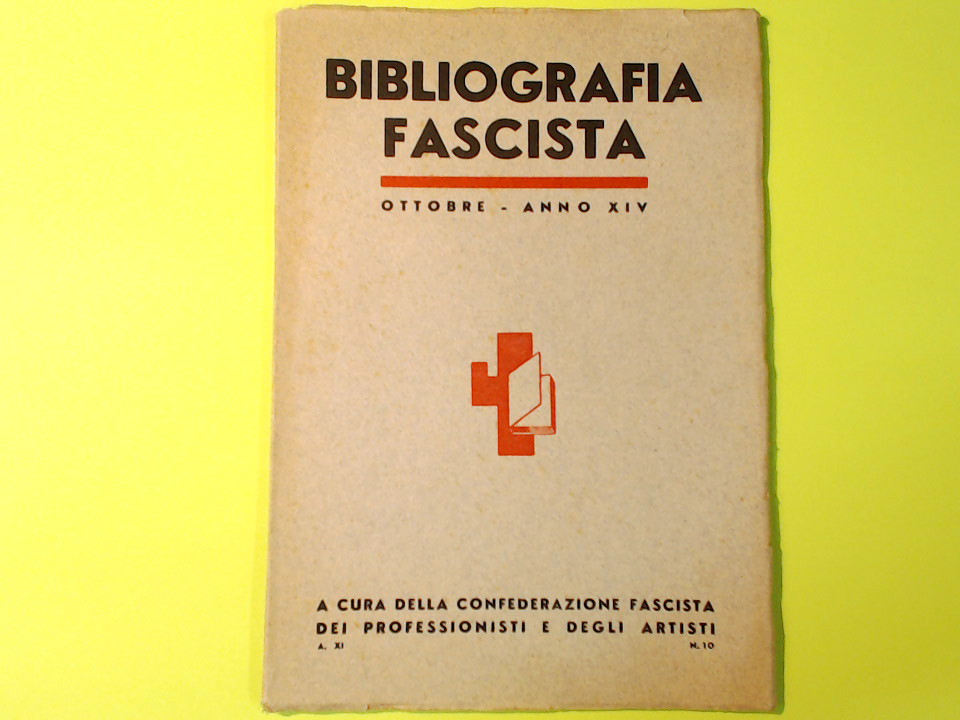 BIBLIOGRAFIA
FASCISTA
OTTOBRE - ANNO XIV
A CURA DELLA CONFEDERAZIONE FASCISTA
DEI PROFESSIONISTI E DEGLI ARTISTI
A. XI N. 10